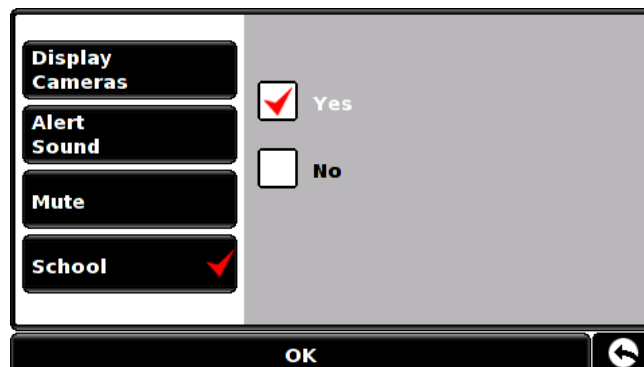 Display
Cameras
Alert
Sound
Mute
School
Yes
No
OK